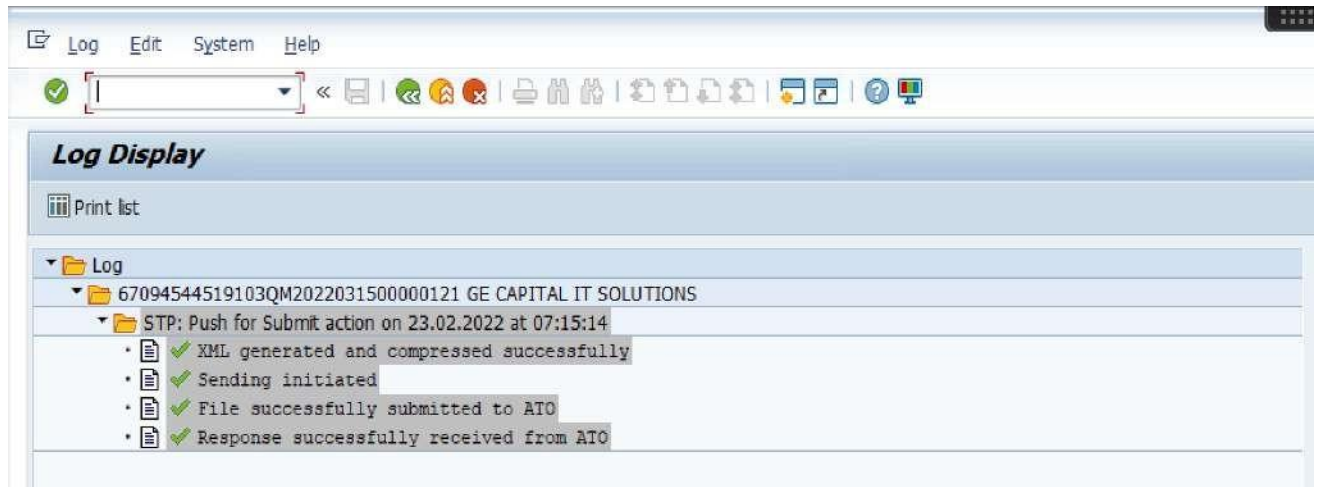 Log Edit System Help
Log Display
Print list
Log
67094544519103QM2022031500000121 GE CAPITAL IT SOLUTIONS
STP: Push for Submit action on 23.02.2022 at 07:15:14
XML generated and compressed successfully
Sending initiated
File successfully submitted to ATO
Response successfully received from ATO